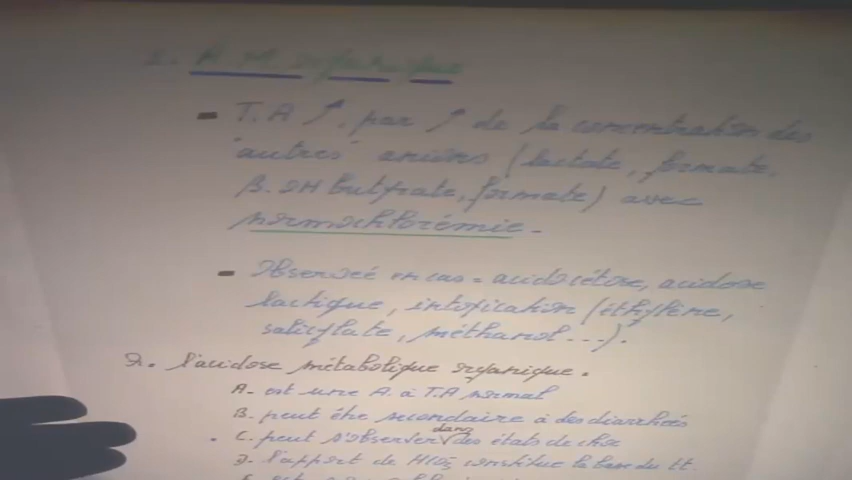 2. A.M organique
- T.A ↑, par ↑ de la concentration des
"autres" anions (lactate, formate,
B.OH butyrate, formate) avec
normochlorémie.
- Observée en cas = acidocétose, acidose
lactique, intoxication (éthylène,
salicylate, méthanol...).
2. l'acidose métabolique organique.
A- est une A. à T.A normal
B. peut être secondaire à des diarrhées
C. peut s'observer dans des états de choc
D- l'apport de HCO3- constitue la base du tt